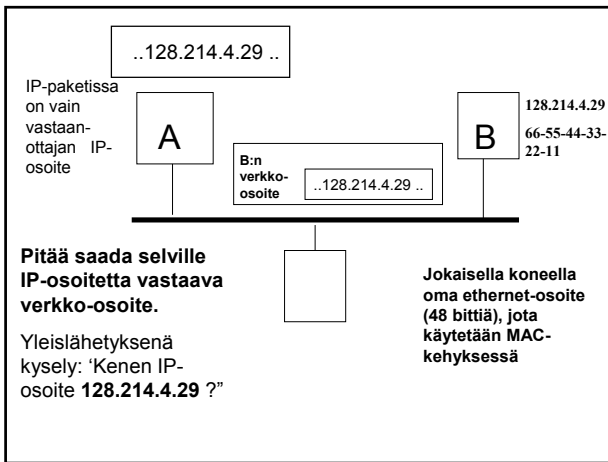 ..128.214.4.29 ..
IP-paketissa
on vain
vastaan-
ottajan IP-
osoite
A
B:n
verkko-
osoite
..128.214.4.29 ..
B
128.214.4.29
66-55-44-33-
22-11
Pitää saada selville
IP-osoitetta vastaava
verkko-osoite.
Yleislähetyksenä
kysely: ‘Kenen IP-
osoite 128.214.4.29 ?”
Jokaisella koneella
oma ethernet-osoite
(48 bittiä), jota
käytetään MAC-
kehyksessä